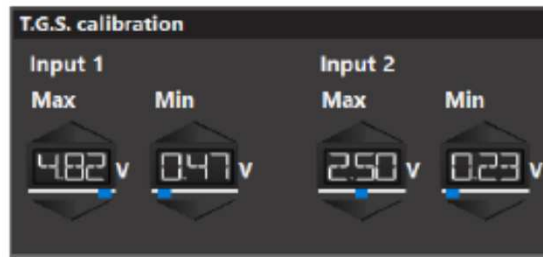 T.G.S. calibration
Input 1 Input 2
Max Min Max Min
4.82 V 0.47 V 2.50 V 0.23 V